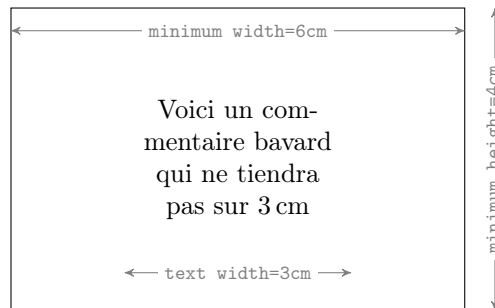 minimum width=6cm
Voici un com-
mentaire bavard
qui ne tiendra
pas sur 3 cm
text width=3cm
minimum height=4cm